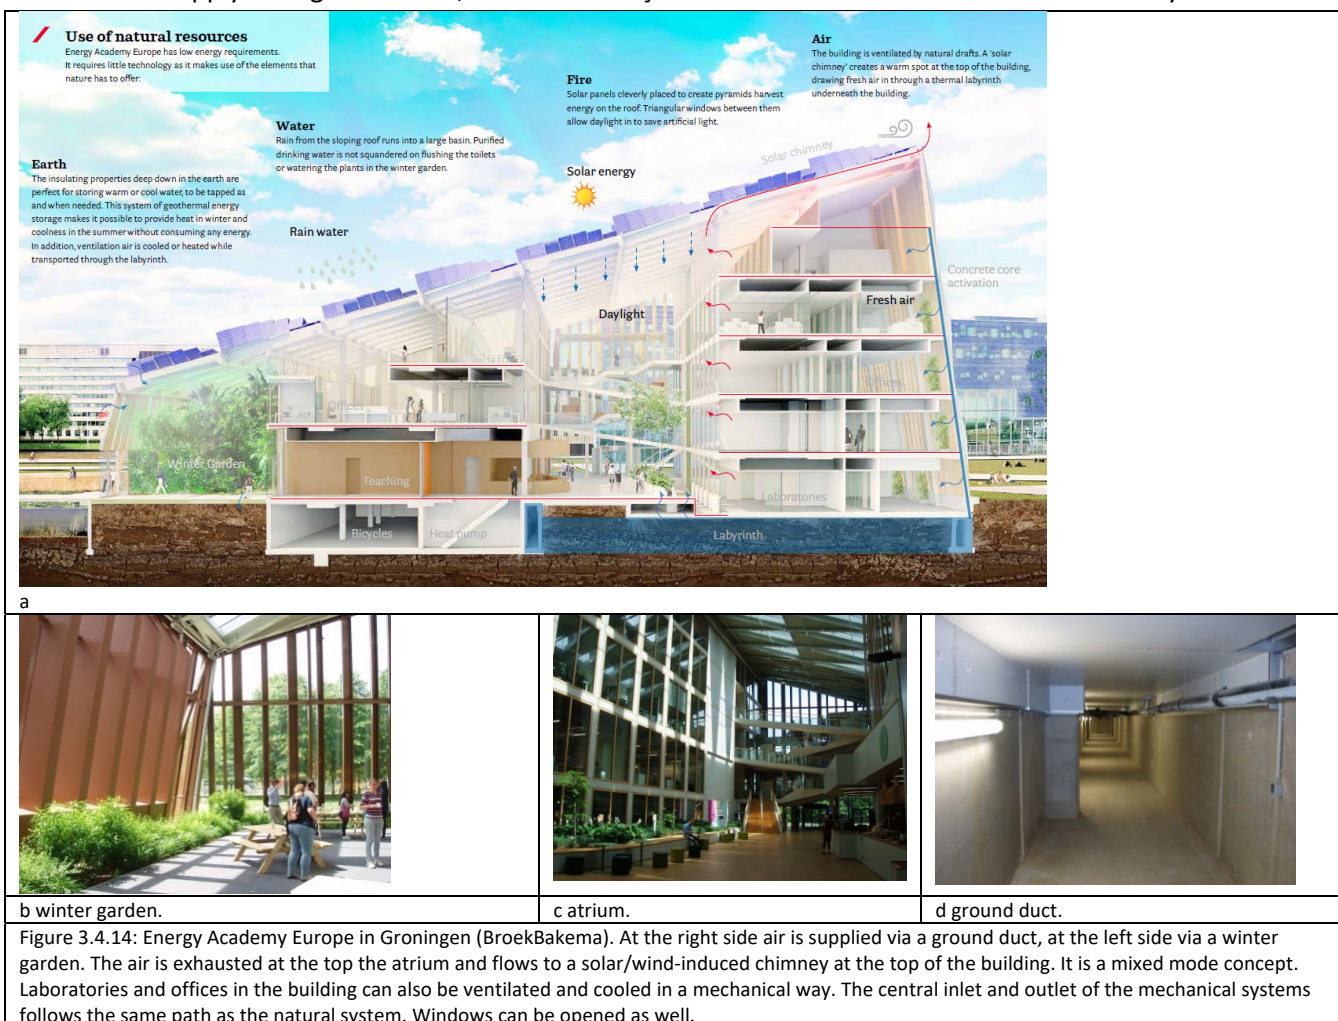 Use of natural resources
Energy Academy Europe has low energy requirements.
It requires little technology as it makes use of the elements that
nature has to offer:
Air
The building is ventilated by natural drafts. A 'solar
chimney' creates a warm spot at the top of the building,
drawing fresh air in through a thermal labyrinth
underneath the building.
Fire
Solar panels cleverly placed to create pyramids harvest
energy on the roof. Triangular windows between them
allow daylight in to save artificial light.
Water
Rain from the sloping roof runs into a large basin. Purified
drinking water is not squandered on flushing the toilets
or watering the plants in the winter garden.
Earth
The insulating properties deep down in the earth are
perfect for storing warm or cool water, to be tapped as
and when needed. This system of geothermal energy
storage makes it possible to provide heat in winter and
coolness in the summer without consuming any energy.
In addition, ventilation air is cooled or heated while
transported through the labyrinth.
Solar chimney
Solar energy
Rain water
Concrete core
activation
Fresh air
Daylight
Offices
Offices
Winter Garden
Teaching
Laboratories
Bicycles
Heat pump
Labyrinth
a
b winter garden.
c atrium.
d ground duct.
Figure 3.4.14: Energy Academy Europe in Groningen (BroekBakema). At the right side air is supplied via a ground duct, at the left side via a winter
garden. The air is exhausted at the top the atrium and flows to a solar/wind-induced chimney at the top of the building. It is a mixed mode concept.
Laboratories and offices in the building can also be ventilated and cooled in a mechanical way. The central inlet and outlet of the mechanical systems
follows the same path as the natural system. Windows can be opened as well.